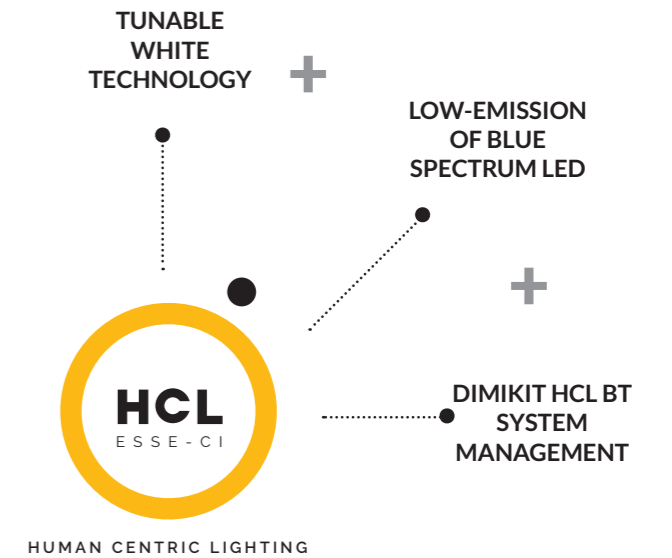 TUNABLE
WHITE
TECHNOLOGY
+
LOW-EMISSION
OF BLUE
SPECTRUM LED
+
DIMIKIT HCL BT
SYSTEM
MANAGEMENT
HCL
ESSE-CI
HUMAN CENTRIC LIGHTING